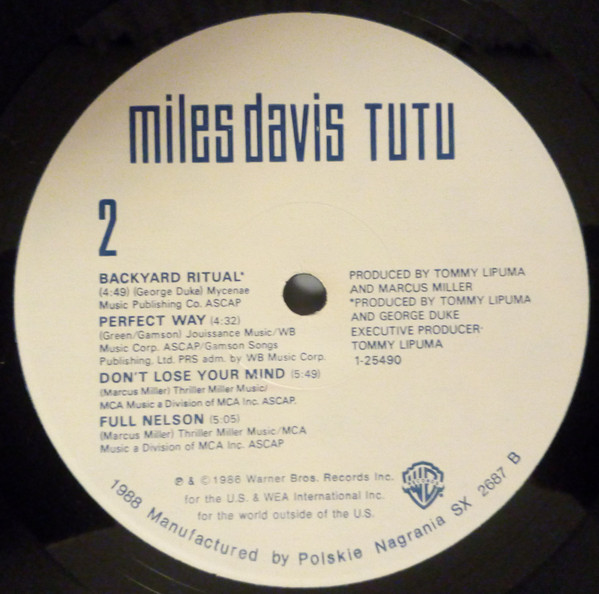 miles davis TUTU
2
BACKYARD RITUAL*
(4:49) (George Duke) Mycenae
Music Publishing Co. ASCAP
PERFECT WAY (4:32)
(Green/Gamson) Jouissance Music/WB
Music Corp. ASCAP/Gamson Songs
Publishing, Ltd. PRS adm. by WB Music Corp.
DON'T LOSE YOUR MIND (5:49)
(Marcus Miller) Thriller Miller Music/
MCA Music a Division of MCA Inc. ASCAP.
FULL NELSON (5:05)
(Marcus Miller) Thriller Miller Music/MCA
Music a Division of MCA Inc. ASCAP
PRODUCED BY TOMMY LIPUMA
AND MARCUS MILLER
*PRODUCED BY TOMMY LIPUMA
AND GEORGE DUKE
EXECUTIVE PRODUCER·
TOMMY LIPUMA
1-25490
℗ & ©1986 Warner Bros. Records Inc.
for the U.S. & WEA International Inc.
for the world outside of the U.S.
WB
1988 Manufactured by Polskie Nagrania SX 2687 B